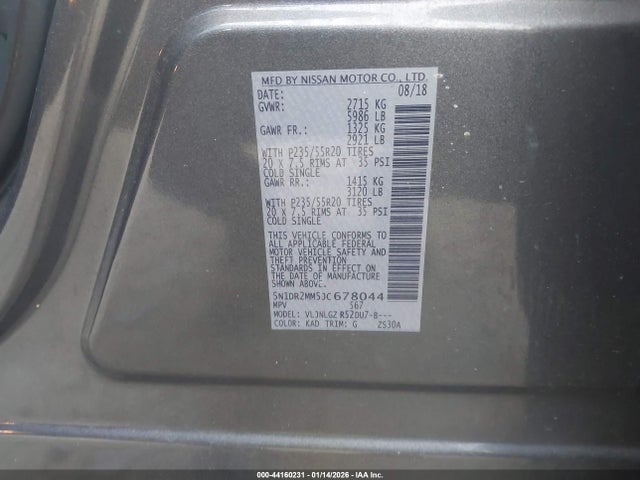 MFD BY NISSAN MOTOR CO., LTD.
DATE: 08/18
GVWR: 2715 KG
5986 LB
GAWR FR.: 1325 KG
2921 LB
WITH P235/55R20 TIRES
20 X 7.5 RIMS AT 35 PSI
COLD SINGLE
GAWR RR.: 1415 KG
3120 LB
WITH P235/55R20 TIRES
20 X 7.5 RIMS AT 35 PSI
COLD SINGLE
THIS VEHICLE CONFORMS TO
ALL APPLICABLE FEDERAL
MOTOR VEHICLE SAFETY AND
THEFT PREVENTION
STANDARDS IN EFFECT ON
THE DATE OF MANUFACTURE
SHOWN ABOVE.
5N1DR2MM5JC678044
MPV 567
MODEL: VLJNLGZ R52DU7-B---
COLOR: KAD TRIM: G 2S30A
000-44160231 - 01/14/2026 - IAA Inc.